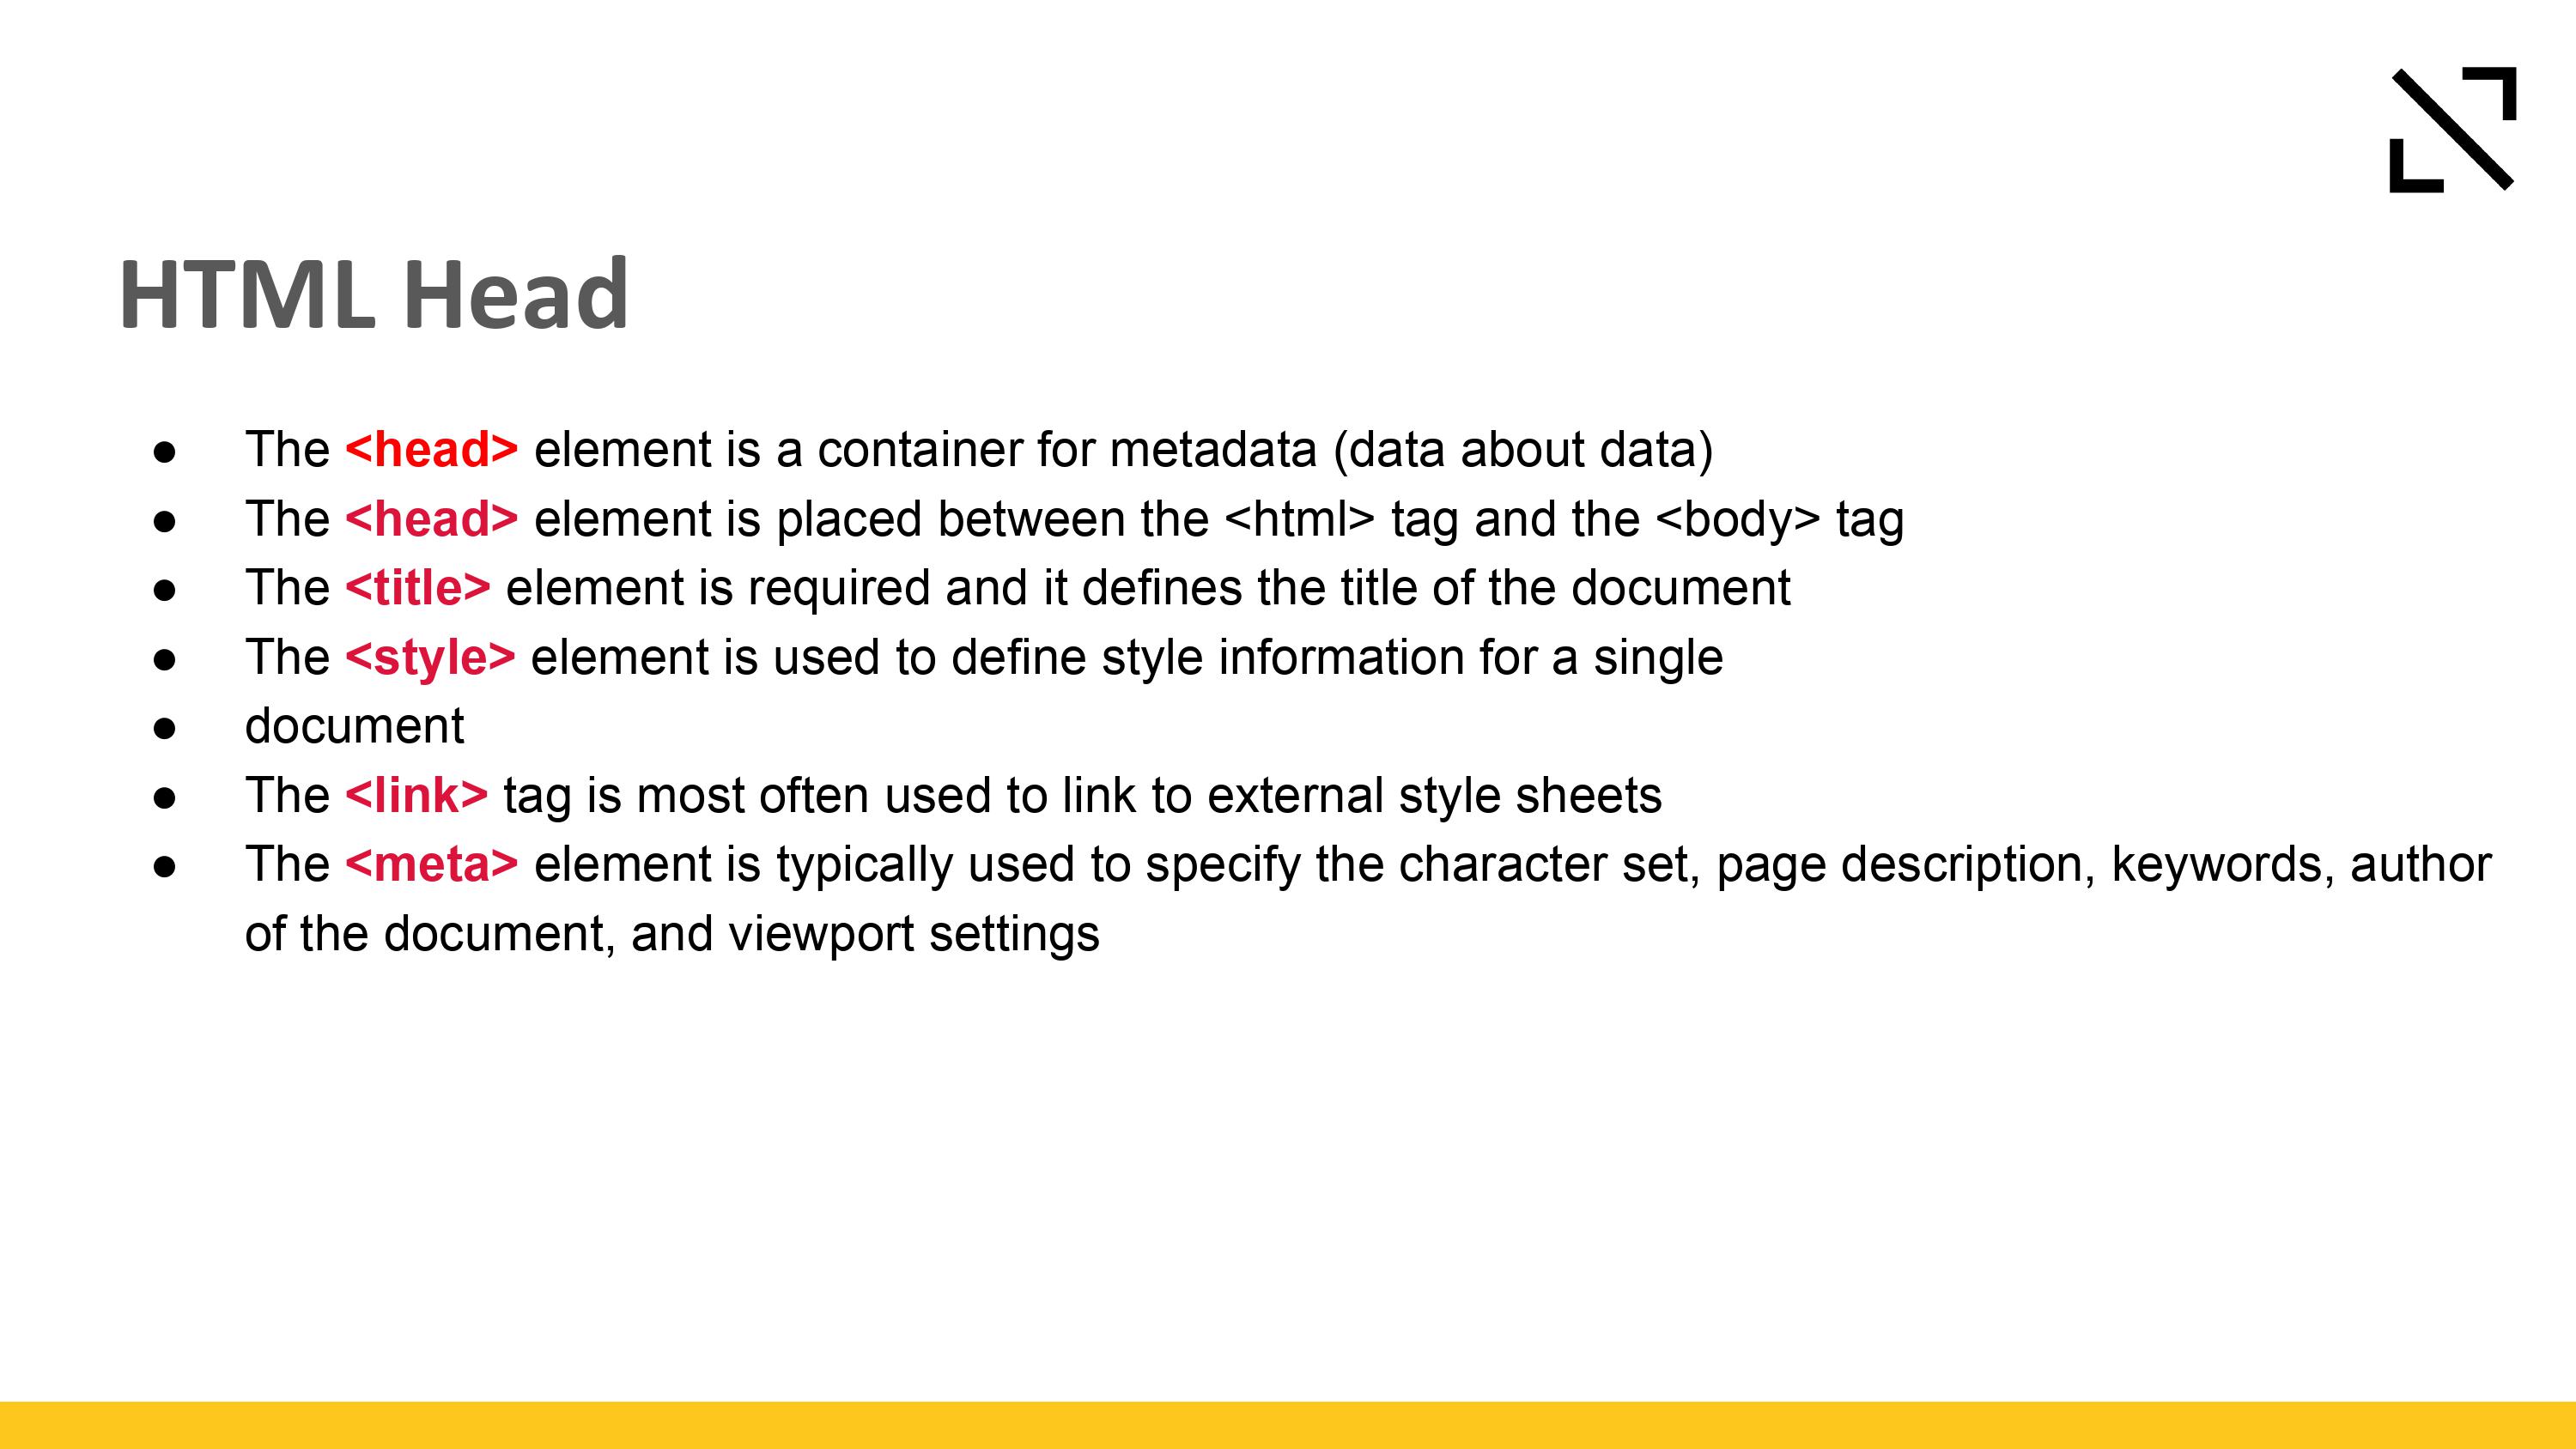 HTML Head
● The <head> element is a container for metadata (data about data)
● The <head> element is placed between the <html> tag and the <body> tag
● The <title> element is required and it defines the title of the document
● The <style> element is used to define style information for a single
● document
● The <link> tag is most often used to link to external style sheets
● The <meta> element is typically used to specify the character set, page description, keywords, author
of the document, and viewport settings